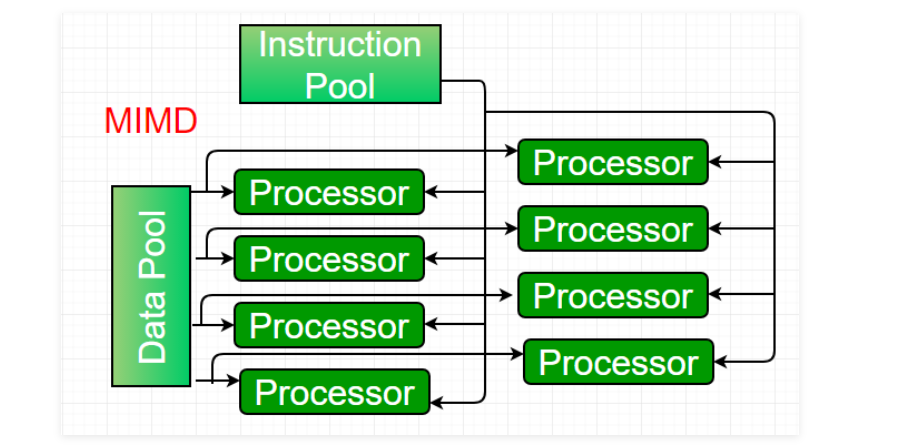 Instruction
Pool
MIMD
Data Pool
Processor
Processor
Processor
Processor
Processor
Processor
Processor
Processor